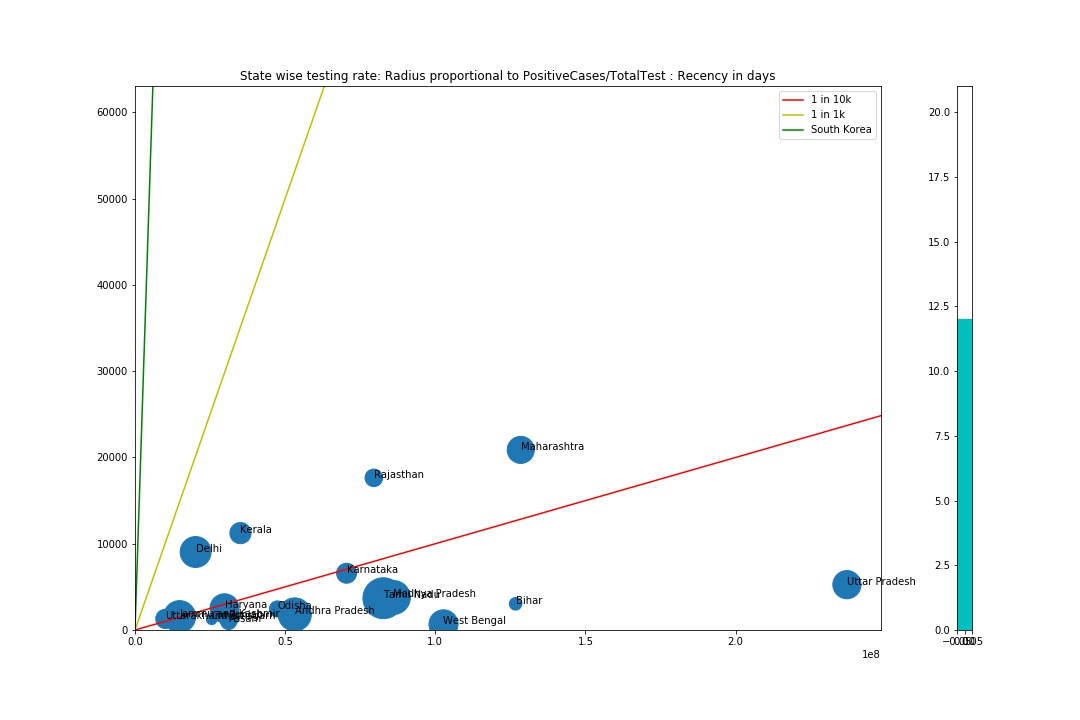 State wise testing rate: Radius proportional to PositiveCases/TotalTest : Recency in days
1 in 10k
1 in 1k
South Korea
60000
50000
40000
30000
20000
10000
0
Maharashtra
Rajasthan
Kerala
Delhi
Karnataka
Uttar Pradesh
Madhya Pradesh
Tamil Nadu
Bihar
Haryana
Odisha
Andhra Pradesh
West Bengal
Assam
0.0
0.5
1.0
1.5
2.0
1e8
20.0
17.5
15.0
12.5
10.0
7.5
5.0
2.5
0.0